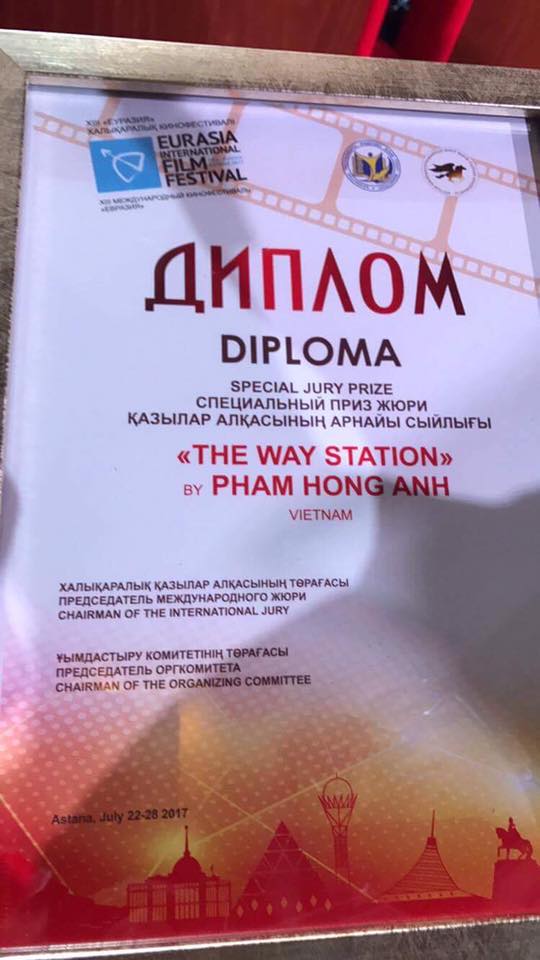 XIII «ЕУРАЗИЯ»
ХАЛЫҚАРАЛЫҚ КИНОФЕСТИВАЛІ
EURASIA
INTERNATIONAL
FILM
FESTIVAL
XIII МЕЖДУНАРОДНЫЙ КИНОФЕСТИВАЛЬ
«ЕВРАЗИЯ»
ДИПЛОМ
DIPLOMA
SPECIAL JURY PRIZE
СПЕЦИАЛЬНЫЙ ПРИЗ ЖЮРИ
ҚАЗЫЛАР АЛҚАСЫНЫҢ АРНАЙЫ СЫЙЛЫҒЫ
«THE WAY STATION»
BY PHAM HONG ANH
VIETNAM
ХАЛЫҚАРАЛЫҚ ҚАЗЫЛАР АЛҚАСЫНЫҢ ТӨРАҒАСЫ
ПРЕДСЕДАТЕЛЬ МЕЖДУНАРОДНОГО ЖЮРИ
CHAIRMAN OF THE INTERNATIONAL JURY
ҰЫМДАСТЫРУ КОМИТЕТІНІҢ ТӨРАҒАСЫ
ПРЕДСЕДАТЕЛЬ ОРГКОМИТЕТА
CHAIRMAN OF THE ORGANIZING COMMITTEE
Astana, July 22-28 2017